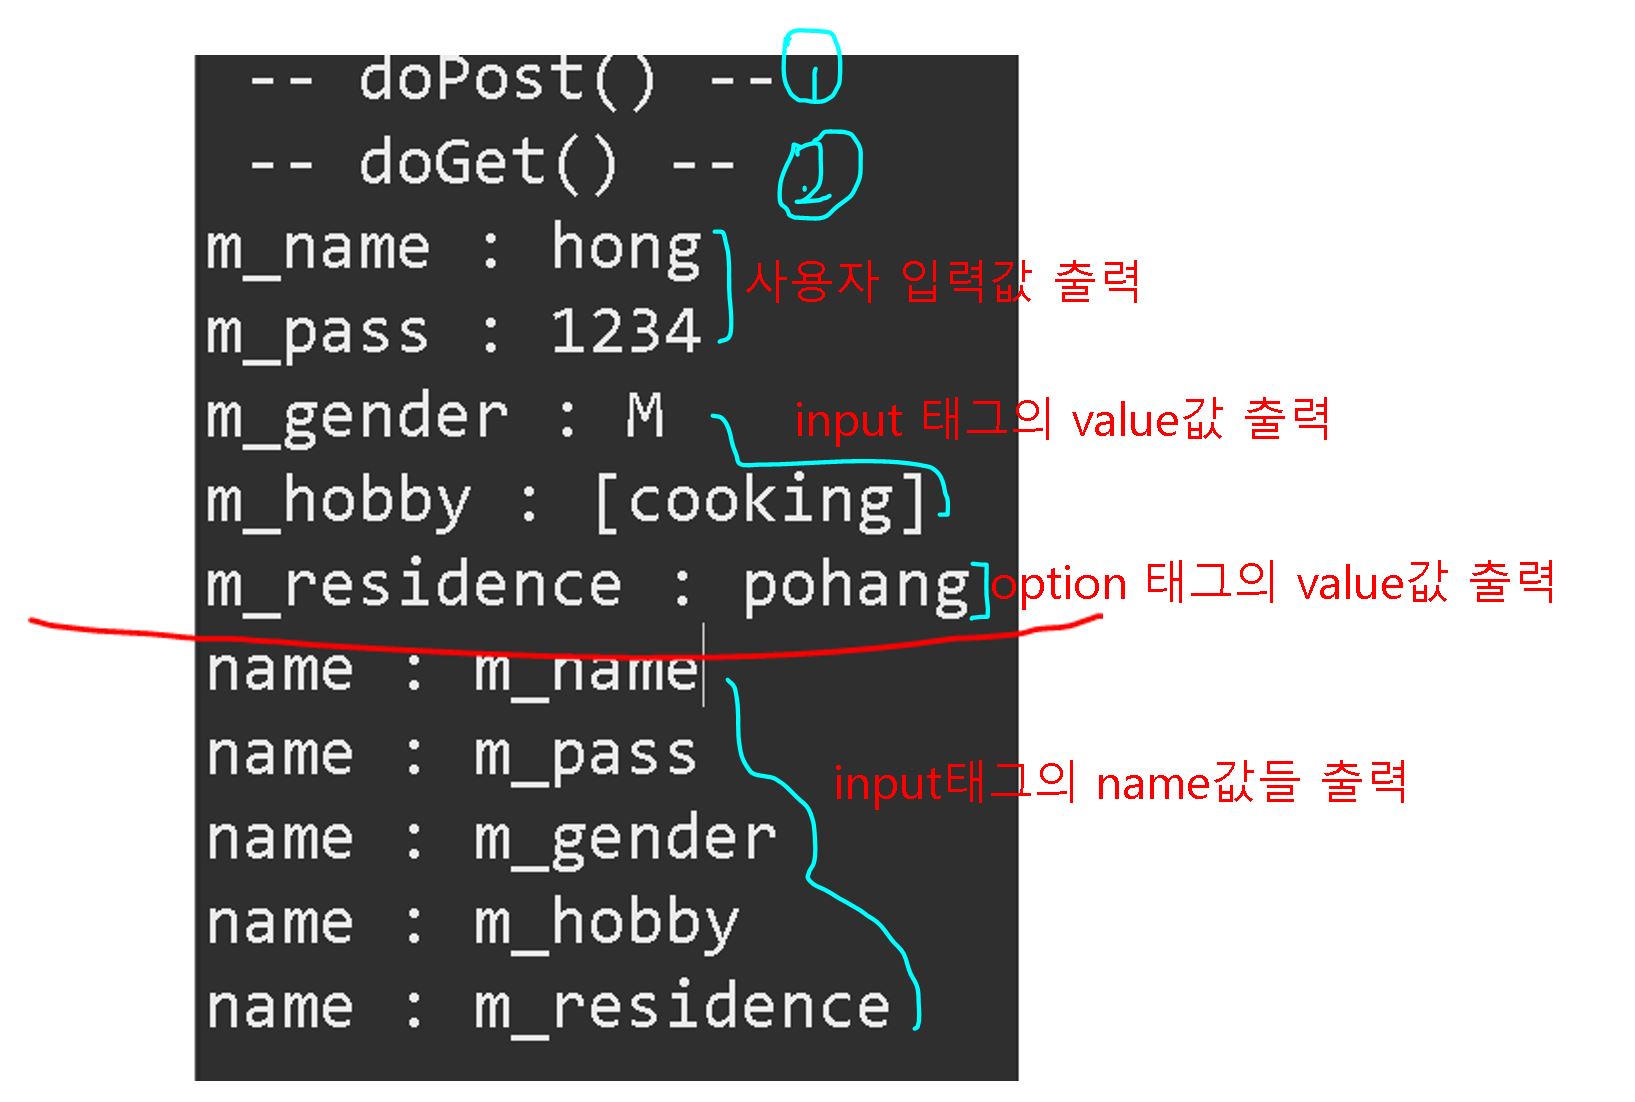 -- doPost() -- 1
-- doGet() -- 2
m_name : hong
사용자 입력값 출력
m_pass : 1234
m_gender : M
input 태그의 value값 출력
m_hobby : [cooking]
m_residence : pohang
option 태그의 value값 출력
name : m_name
name : m_pass
input태그의 name값들 출력
name : m_gender
name : m_hobby
name : m_residence